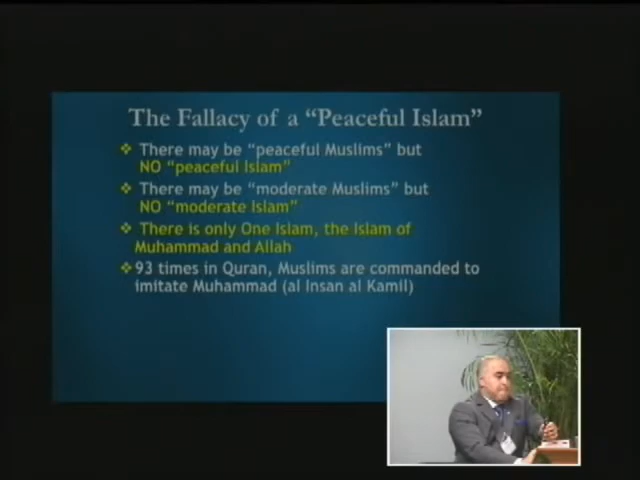 The Fallacy of a “Peaceful Islam”
There may be “peaceful Muslims” but
NO “peaceful Islam”
There may be “moderate Muslims” but
NO “moderate Islam”
There is only One Islam, the Islam of
Muhammad and Allah
93 times in Quran, Muslims are commanded to
imitate Muhammad (al Insan al Kamil)